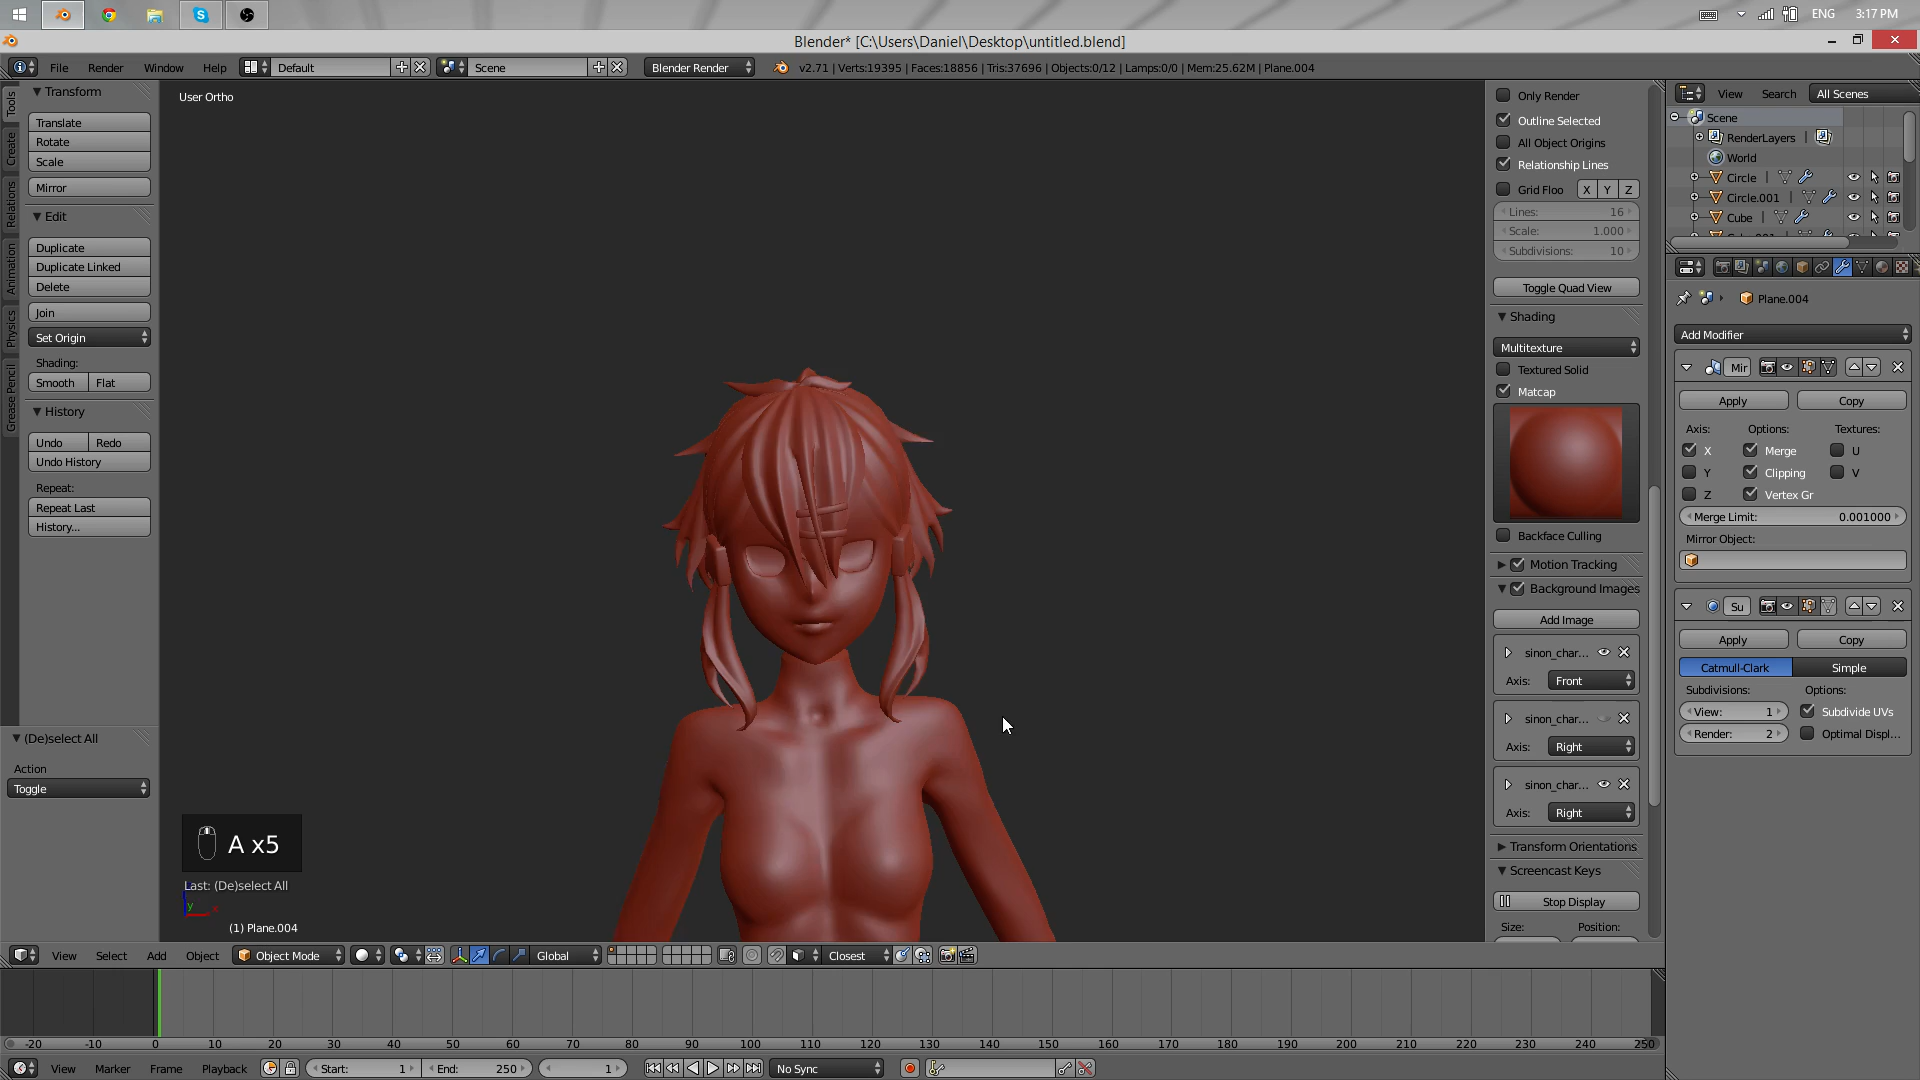 ENG
3:17 PM
Blender* [C:\Users\Daniel\Desktop\untitled.blend]
File Render Window Help
Default
Scene
Blender Render
v2.71 | Verts:19395 | Faces:18856 | Tris:37696 | Objects:0/12 | Lamps:0/0 | Mem:25.62M | Plane.004
Tools
Create
Relations
Animation
Physics
Grease Pencil
Transform
Translate
Rotate
Scale
Mirror
Edit
Duplicate
Duplicate Linked
Delete
Join
Set Origin
Shading:
Smooth Flat
History
Undo Redo
Undo History
Repeat:
Repeat Last
History...
(De)select All
Action
Toggle
User Ortho
A x5
Last: (De)select All
y x
(1) Plane.004
Only Render
Outline Selected
All Object Origins
Relationship Lines
Grid Floo X Y Z
Lines: 16
Scale: 1.000
Subdivisions: 10
Toggle Quad View
Shading
Multitexture
Textured Solid
Matcap
Backface Culling
Motion Tracking
Background Images
Add Image
sinon_char...
Axis: Front
sinon_char...
Axis: Right
sinon_char...
Axis: Right
Transform Orientations
Screencast Keys
Stop Display
Size: Position:
View Search All Scenes
Scene
RenderLayers
World
Circle
Circle.001
Cube
Plane.004
Add Modifier
Mir
Apply Copy
Axis: Options: Textures:
X Merge U
Y Clipping V
Z Vertex Gr
Merge Limit: 0.001000
Mirror Object:
Su
Apply Copy
Catmull-Clark Simple
Subdivisions: Options:
View: 1 Subdivide UVs
Render: 2 Optimal Displ...
View Select Add Object
Object Mode
Global
Closest
-20 -10 0 10 20 30 40 50 60 70 80 90 100 110 120 130 140 150 160 170 180 190 200 210 220 230 240 250
View Marker Frame Playback
Start: 1
End: 250
1
No Sync